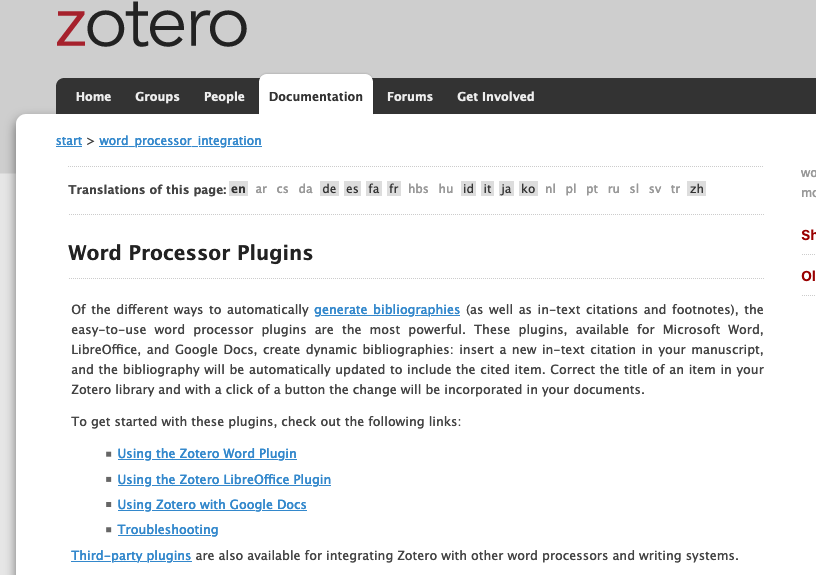 zotero
Home Groups People Documentation Forums Get Involved
start > word_processor_integration
Translations of this page: en ar cs da de es fa fr hbs hu id it ja ko nl pl pt ru sl sv tr zh
Word Processor Plugins
Of the different ways to automatically generate bibliographies (as well as in-text citations and footnotes), the
easy-to-use word processor plugins are the most powerful. These plugins, available for Microsoft Word,
LibreOffice, and Google Docs, create dynamic bibliographies: insert a new in-text citation in your manuscript,
and the bibliography will be automatically updated to include the cited item. Correct the title of an item in your
Zotero library and with a click of a button the change will be incorporated in your documents.
To get started with these plugins, check out the following links:
Using the Zotero Word Plugin
Using the Zotero LibreOffice Plugin
Using Zotero with Google Docs
Troubleshooting
Third-party plugins are also available for integrating Zotero with other word processors and writing systems.